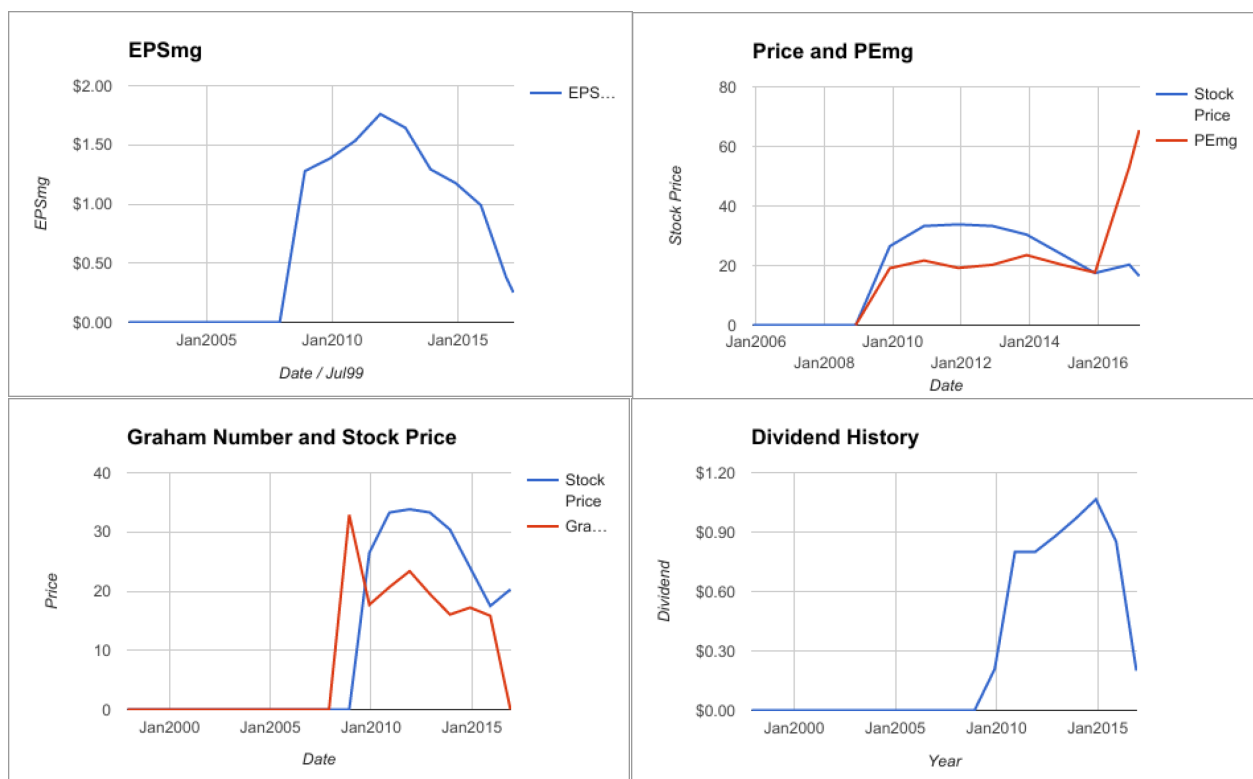 EPSmg
$2.00
$1.50
$1.00
$0.50
$0.00
EPSmg
EPS…
Jan2005
Jan2010
Jan2015
Date / Jul99
Price and PEmg
80
60
40
20
0
Stock Price
Stock
Price
PEmg
Jan2006
Jan2008
Jan2010
Jan2012
Jan2014
Jan2016
Date
Graham Number and Stock Price
40
30
20
10
0
Price
Stock
Price
Gra…
Jan2000
Jan2005
Jan2010
Jan2015
Date
Dividend History
$1.20
$0.90
$0.60
$0.30
$0.00
Dividend
Jan2000
Jan2005
Jan2010
Jan2015
Year